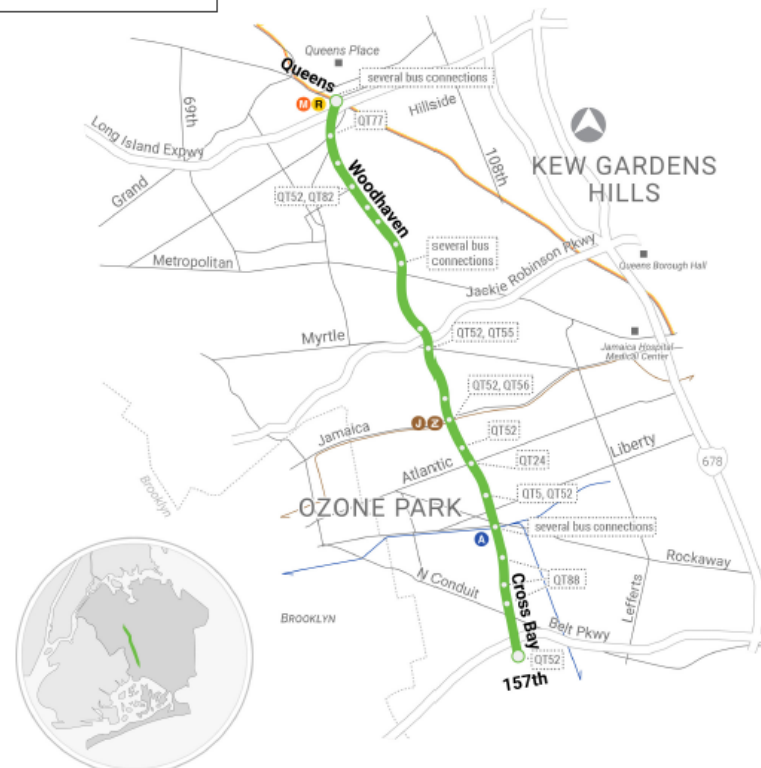 Queens Place
Queens
several bus connections
M R
Hillside
69th
QT77
Long Island Expwy
108th
KEW GARDENS
HILLS
Grand
Woodhaven
QT52, QT82
several bus
connections
Metropolitan
Jackie Robinson Pkwy
Queens Borough Hall
Myrtle
QT52, QT55
Jamaica Hospital—
Medical Center
QT52, QT56
J Z
Jamaica
QT52
Liberty
Atlantic
QT24
678
Brooklyn
QT5, QT52
OZONE PARK
several bus connections
A
Rockaway
N Conduit
QT88
Cross Bay
Lefferts
BROOKLYN
Belt Pkwy
QT52
157th